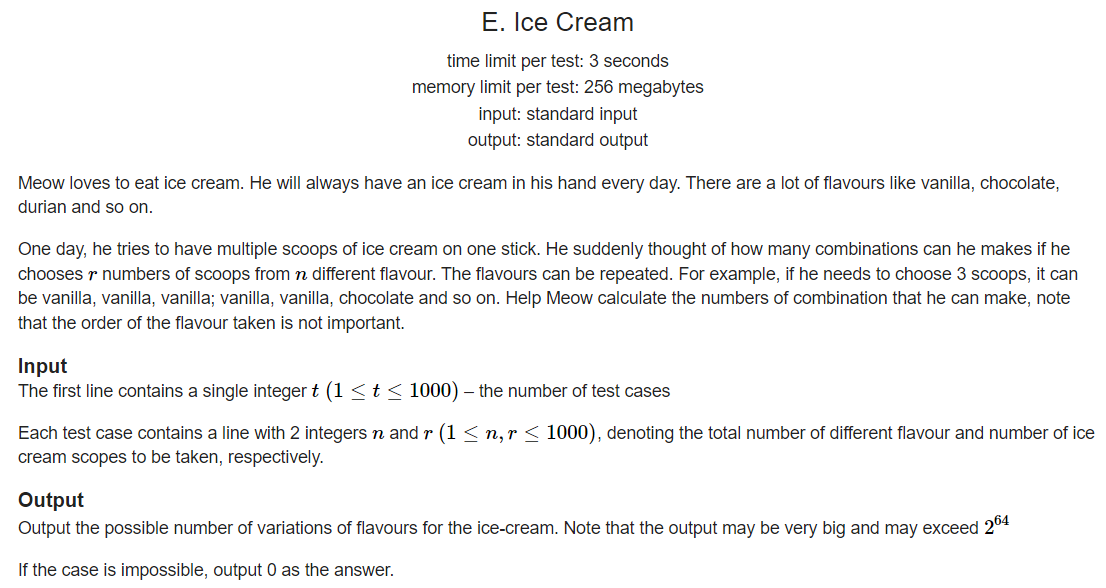 E. Ice Cream
time limit per test: 3 seconds
memory limit per test: 256 megabytes
input: standard input
output: standard output
Meow loves to eat ice cream. He will always have an ice cream in his hand every day. There are a lot of flavours like vanilla, chocolate,
durian and so on.
One day, he tries to have multiple scoops of ice cream on one stick. He suddenly thought of how many combinations can he makes if he
chooses r numbers of scoops from n different flavour. The flavours can be repeated. For example, if he needs to choose 3 scoops, it can
be vanilla, vanilla, vanilla; vanilla, vanilla, chocolate and so on. Help Meow calculate the numbers of combination that he can make, note
that the order of the flavour taken is not important.
Input
The first line contains a single integer t (1 ≤ t ≤ 1000) – the number of test cases
Each test case contains a line with 2 integers n and r (1 ≤ n, r ≤ 1000), denoting the total number of different flavour and number of ice
cream scopes to be taken, respectively.
Output
Output the possible number of variations of flavours for the ice-cream. Note that the output may be very big and may exceed 2^64
If the case is impossible, output 0 as the answer.